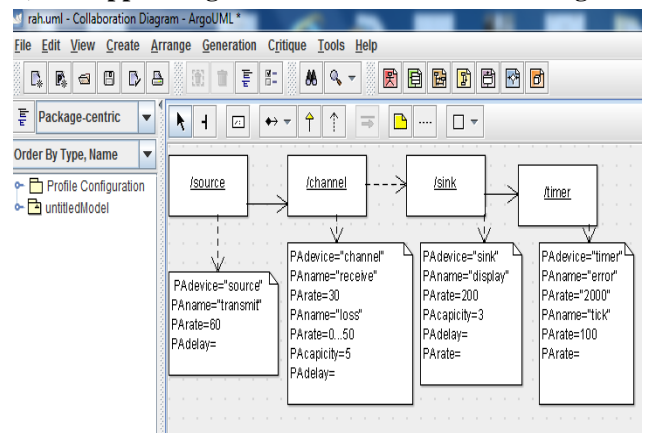 rah.uml - Collaboration Diagram - ArgoUML *
File Edit View Create Arrange Generation Critique Tools Help
Package-centric
Order By Type, Name
Profile Configuration
untitledModel
/source
/channel
/sink
/timer
PAdevice="source"
PAname="transmit"
PArate=60
PAdelay=
PAdevice="channel"
PAname="receive"
PArate=30
PAname="loss"
PArate=0...50
PAcapicity=5
PAdelay=
PAdevice="sink"
PAname="display"
PArate=200
PAcapicity=3
PAdelay=
PArate=
PAdevice="timer"
PAname="error"
PArate="2000"
PAname="tick"
PArate=100
PArate=